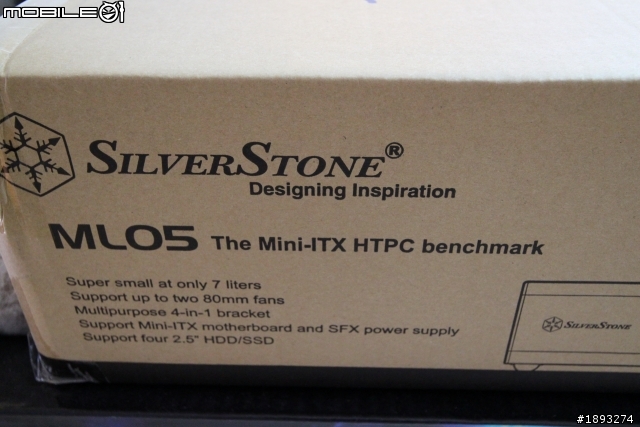 MOBILE01
SILVERSTONE®
Designing Inspiration
ML05 The Mini-ITX HTPC benchmark
Super small at only 7 liters
Support up to two 80mm fans
Multipurpose 4-in-1 bracket
Support Mini-ITX motherboard and SFX power supply
Support four 2.5" HDD/SSD
SILVERSTONE
#1893274